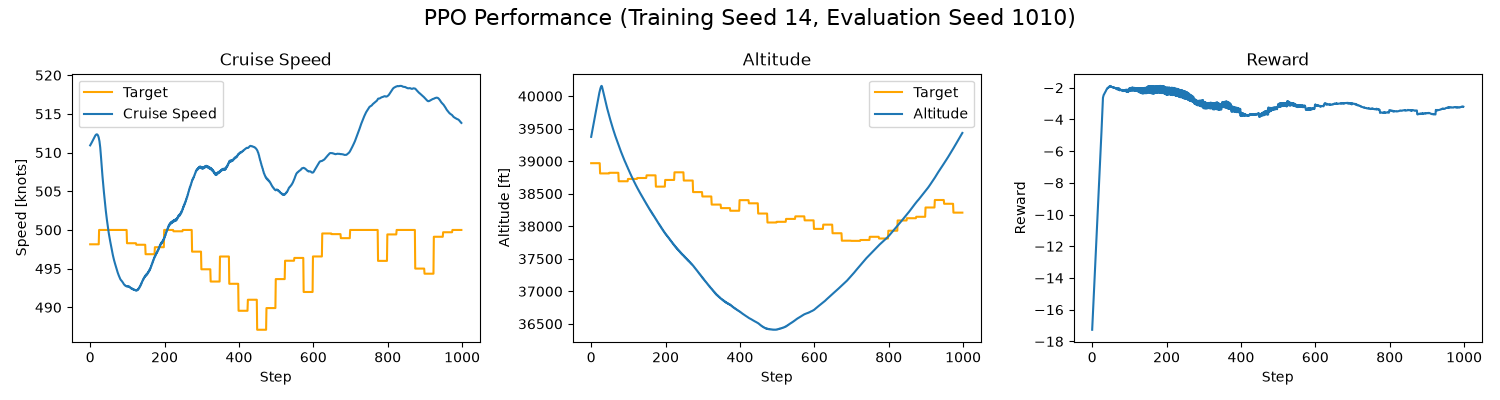 PPO Performance (Training Seed 14, Evaluation Seed 1010)
Cruise Speed
Speed [knots]
520
515
510
505
500
495
490
Target
Cruise Speed
0 200 400 600 800 1000
Step
Altitude
Altitude [ft]
40000
39500
39000
38500
38000
37500
37000
36500
Target
Altitude
0 200 400 600 800 1000
Step
Reward
Reward
−2
−4
−6
−8
−10
−12
−14
−16
−18
0 200 400 600 800 1000
Step